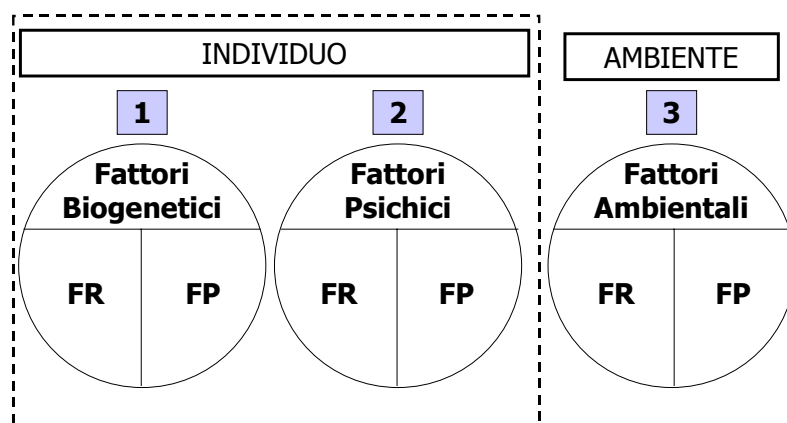 INDIVIDUO
AMBIENTE
1
2
3
Fattori
Biogenetici
Fattori
Psichici
Fattori
Ambientali
FR
FP
FR
FP
FR
FP